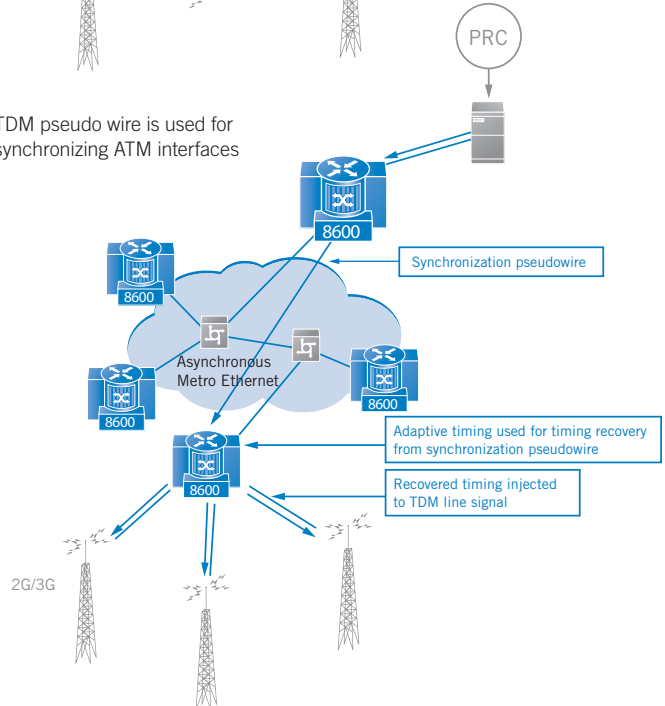 PRC
TDM pseudo wire is used for
synchronizing ATM interfaces
8600
Synchronization pseudowire
8600
Asynchronous
Metro Ethernet
8600
8600
Adaptive timing used for timing recovery
from synchronization pseudowire
8600
Recovered timing injected
to TDM line signal
2G/3G